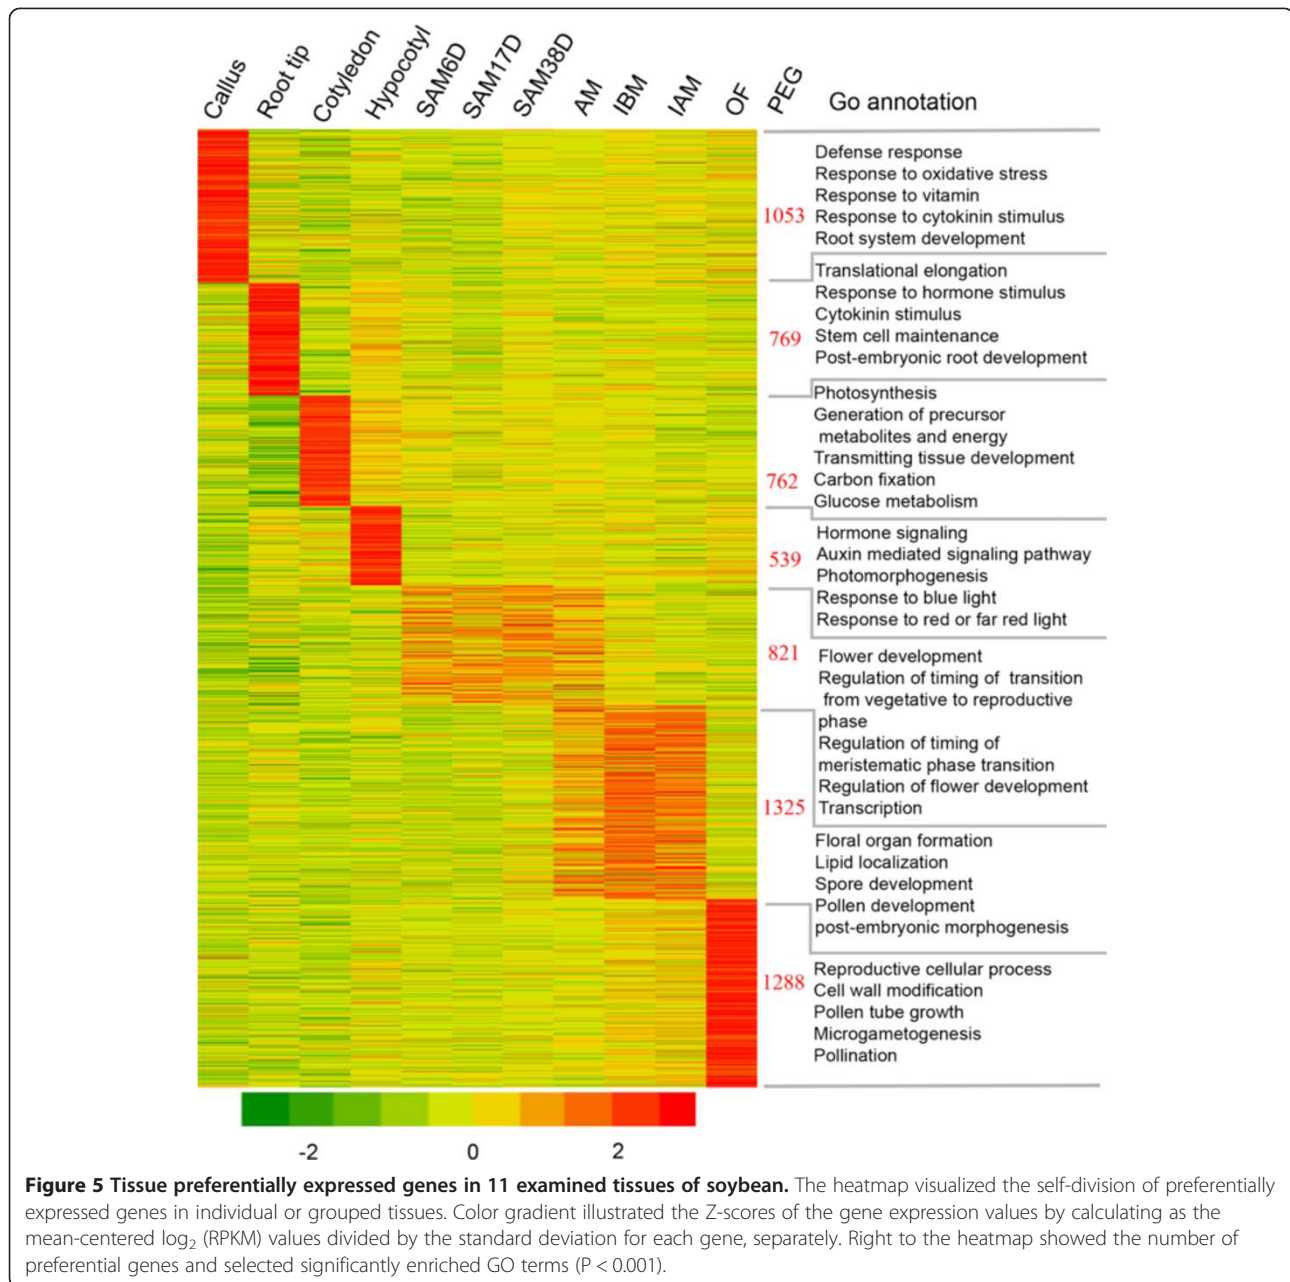 Callus Root tip Cotyledon Hypocotyl SAM6D SAM17D SAM38D AM IBM IAM OF PEG Go annotation
Defense response
Response to oxidative stress
Response to vitamin
1053 Response to cytokinin stimulus
Root system development
Translational elongation
Response to hormone stimulus
Cytokinin stimulus
769 Stem cell maintenance
Post-embryonic root development
Photosynthesis
Generation of precursor
metabolites and energy
Transmitting tissue development
762 Carbon fixation
Glucose metabolism
Hormone signaling
539 Auxin mediated signaling pathway
Photomorphogenesis
Response to blue light
Response to red or far red light
821 Flower development
Regulation of timing of transition
from vegetative to reproductive
phase
Regulation of timing of
meristematic phase transition
Regulation of flower development
1325 Transcription
Floral organ formation
Lipid localization
Spore development
Pollen development
post-embryonic morphogenesis
Reproductive cellular process
1288 Cell wall modification
Pollen tube growth
Microgametogenesis
Pollination
-2 0 2
Figure 5 Tissue preferentially expressed genes in 11 examined tissues of soybean. The heatmap visualized the self-division of preferentially
expressed genes in individual or grouped tissues. Color gradient illustrated the Z-scores of the gene expression values by calculating as the
mean-centered log₂ (RPKM) values divided by the standard deviation for each gene, separately. Right to the heatmap showed the number of
preferential genes and selected significantly enriched GO terms (P < 0.001).